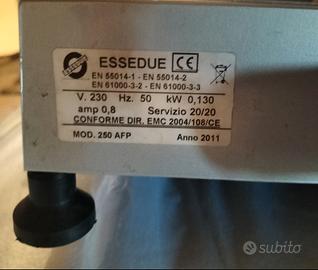 ESSEDUE CE
EN 55014-1 - EN 55014-2
EN 61000-3-2 - EN 61000-3-3
V. 230 Hz. 50 kW 0,130
amp 0,8 Servizio 20/20
CONFORME DIR. EMC 2004/108/CE
MOD. 250 AFP Anno 2011
subito